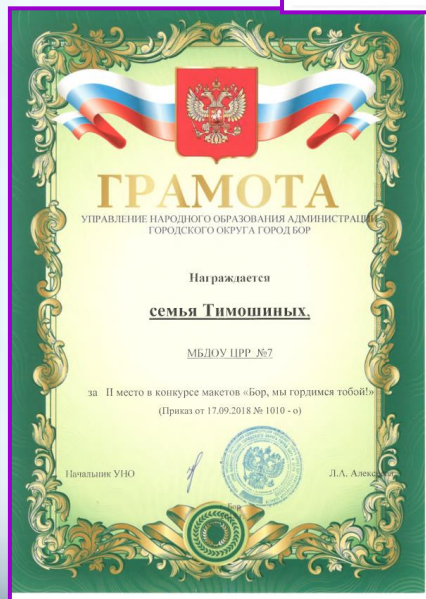 ГРАМОТА
УПРАВЛЕНИЕ НАРОДНОГО ОБРАЗОВАНИЯ АДМИНИСТРАЦИИ
ГОРОДСКОГО ОКРУГА ГОРОД БОР
Награждается
семья Тимошиных,
МБДОУ ЦРР №7
за II место в конкурсе макетов «Бор, мы гордимся тобой!»
(Приказ от 17.09.2018 № 1010 - о)
Начальник УНО Л.А.
Бор